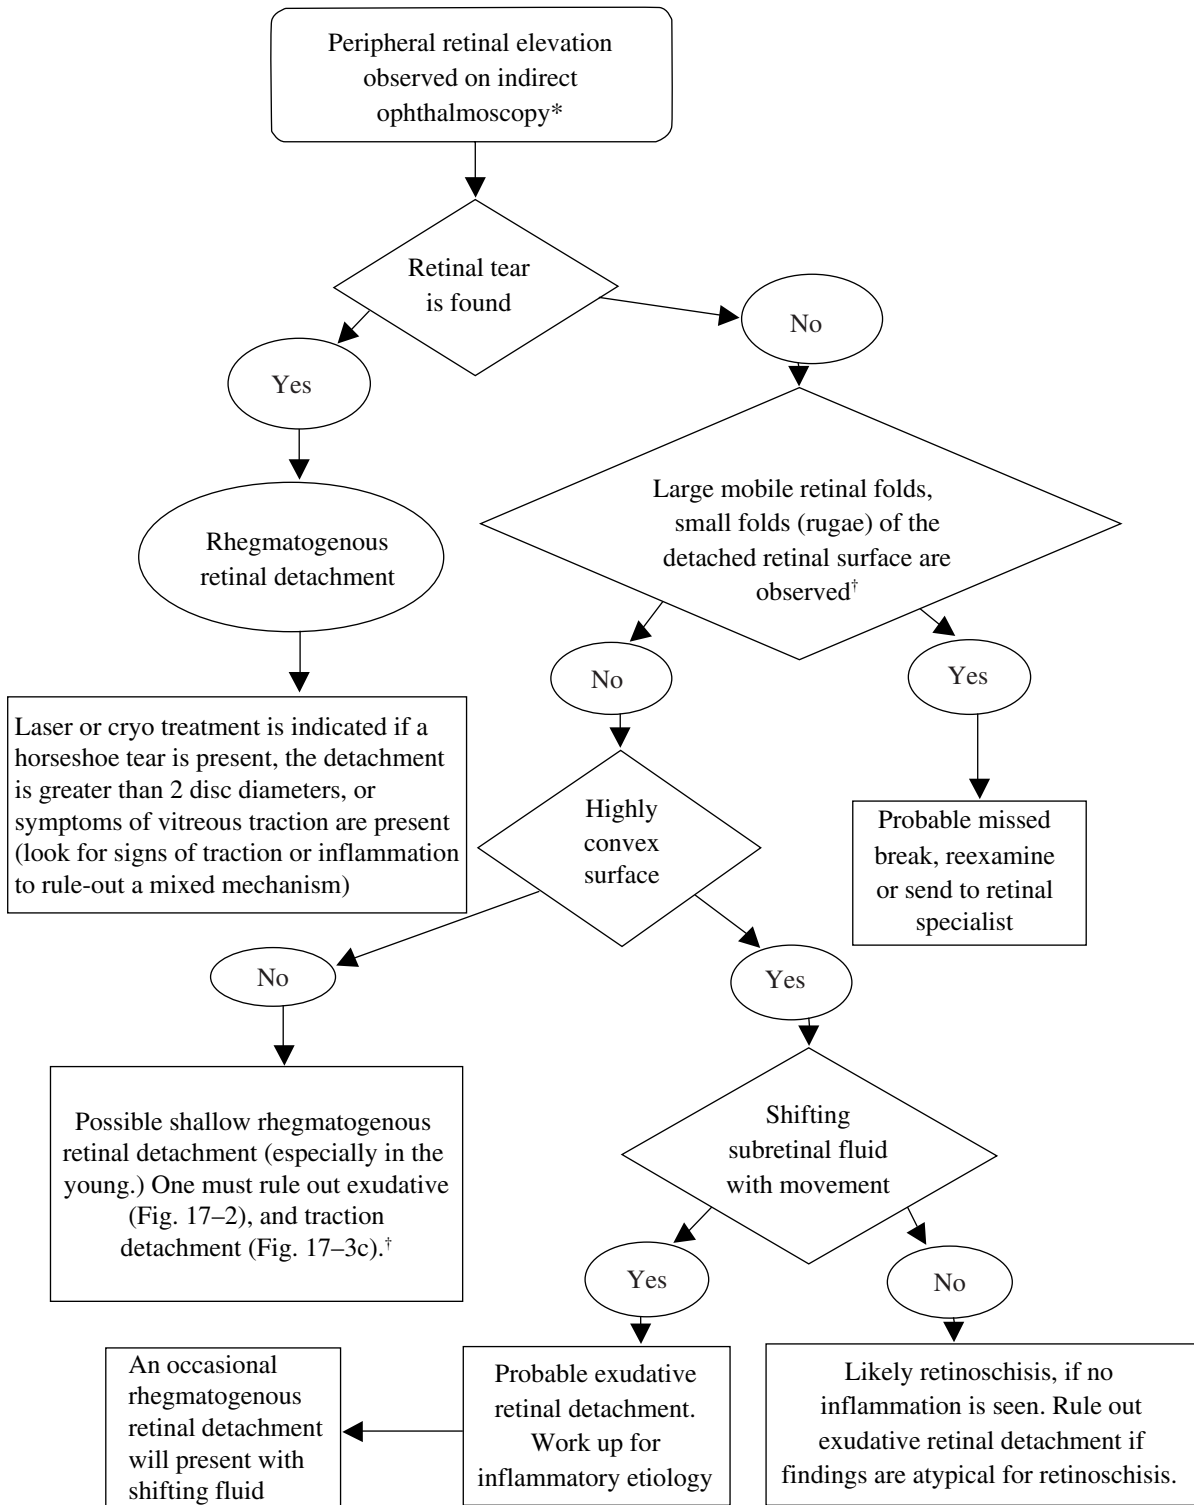 Peripheral retinal elevation
observed on indirect
ophthalmoscopy*
Retinal tear
is found
No
Yes
Large mobile retinal folds,
small folds (rugae) of the
detached retinal surface are
observed†
Rhegmatogenous
retinal detachment
No
Yes
Laser or cryo treatment is indicated if a
horseshoe tear is present, the detachment
is greater than 2 disc diameters, or
symptoms of vitreous traction are present
(look for signs of traction or inflammation
to rule-out a mixed mechanism)
Highly
convex
surface
Probable missed
break, reexamine
or send to retinal
specialist
No
Yes
Possible shallow rhegmatogenous
retinal detachment (especially in the
young.) One must rule out exudative
(Fig. 17–2), and traction
detachment (Fig. 17–3c).†
Shifting
subretinal fluid
with movement
Yes
No
An occasional
rhegmatogenous
retinal detachment
will present with
shifting fluid
Probable exudative
retinal detachment.
Work up for
inflammatory etiology
Likely retinoschisis, if no
inflammation is seen. Rule out
exudative retinal detachment if
findings are atypical for retinoschisis.